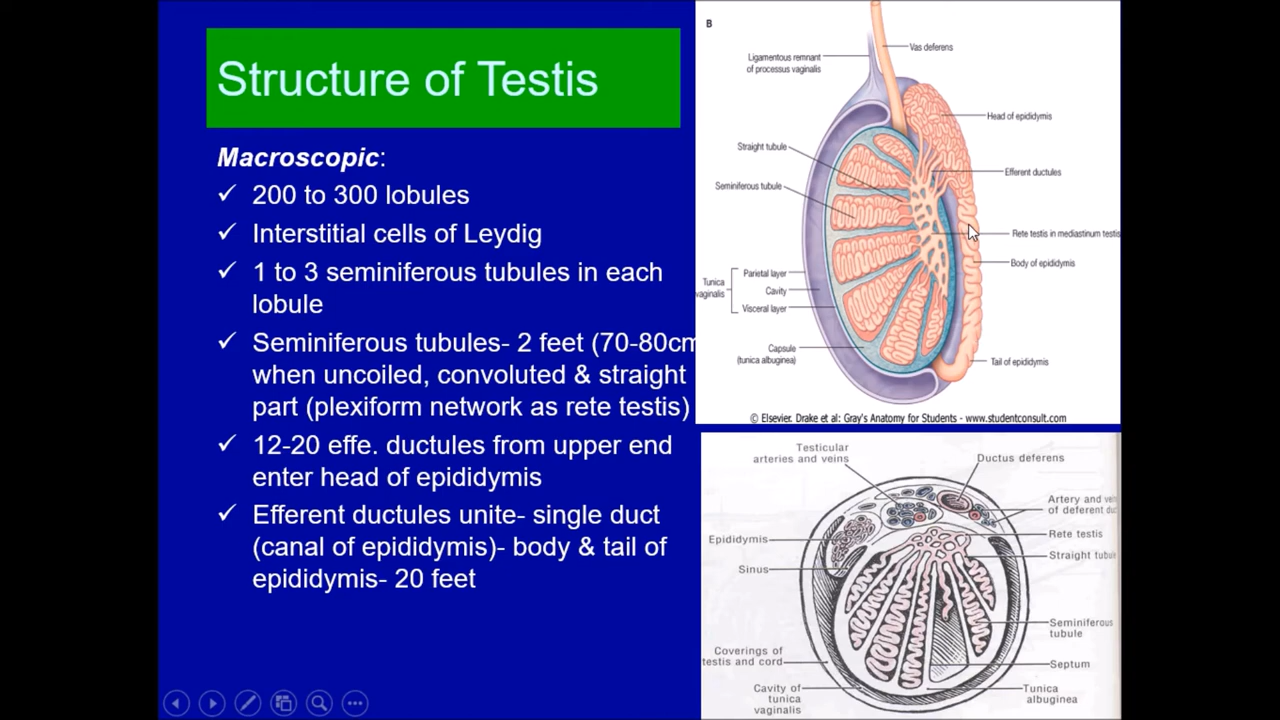 Structure of Testis
Macroscopic:
✓ 200 to 300 lobules
✓ Interstitial cells of Leydig
✓ 1 to 3 seminiferous tubules in each
lobule
✓ Seminiferous tubules- 2 feet (70-80cm
when uncoiled, convoluted & straight
part (plexiform network as rete testis)
✓ 12-20 effe. ductules from upper end
enter head of epididymis
✓ Efferent ductules unite- single duct
(canal of epididymis)- body & tail of
epididymis- 20 feet
B
Vas deferens
Ligamentous remnant
of processus vaginalis
Head of epididymis
Straight tubule
Efferent ductules
Seminiferous tubule
Rete testis in mediastinum testis
Body of epididymis
Tunica
vaginalis
Parietal layer
Cavity
Visceral layer
Capsule
(tunica albuginea)
Tail of epididymis
© Elsevier. Drake et al: Gray's Anatomy for Students - www.studentconsult.com
Testicular
arteries and veins
Ductus deferens
Artery and
of deferent
Rete testis
Epididymis
Straight
Sinus
Seminiferous
tubule
Coverings of
testis and cord
Septum
Cavity of
tunica
vaginalis
Tunica
albuginea